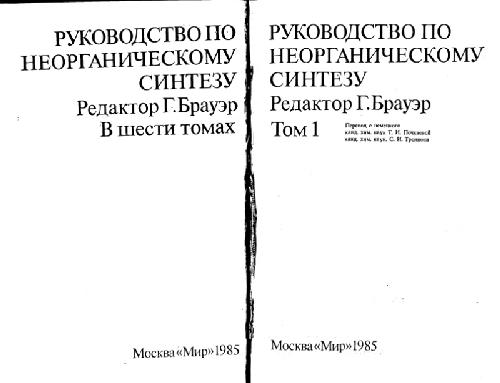 РУКОВОДСТВО ПО
НЕОРГАНИЧЕСКОМУ
СИНТЕЗУ
Редактор Г.Брауэр
В шести томах
Москва «Мир» 1985
РУКОВОДСТВО ПО
НЕОРГАНИЧЕСКОМУ
СИНТЕЗУ
Редактор Г.Брауэр
Том 1
Перевод с немецкого
канд. хим. наук Т. И. Почкаевой
канд. хим. наук С. И. Троянова
Москва «Мир» 1985